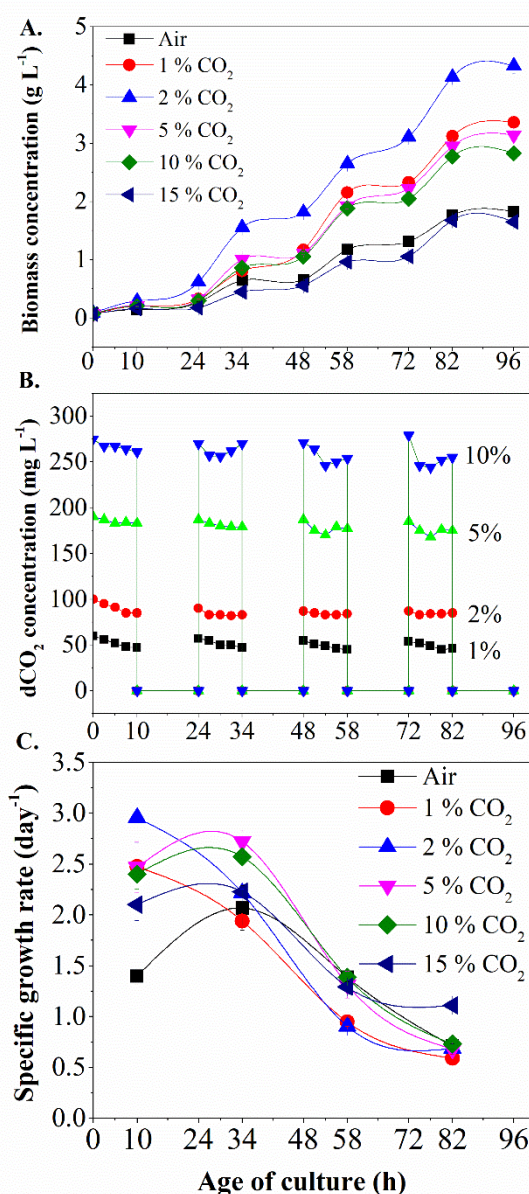 A.
Biomass concentration (g L⁻¹)
5
4
3
2
1
0
Air
1 % CO₂
2 % CO₂
5 % CO₂
10 % CO₂
15 % CO₂
0 10 24 34 48 58 72 82 96
B.
dCO₂ concentration (mg L⁻¹)
300
250
200
150
100
50
0
10%
5%
2%
1%
0 10 24 34 48 58 72 82 96
C.
Specific growth rate (day⁻¹)
3.5
3.0
2.5
2.0
1.5
1.0
0.5
0.0
Air
1 % CO₂
2 % CO₂
5 % CO₂
10 % CO₂
15 % CO₂
0 10 24 34 48 58 72 82 96
Age of culture (h)